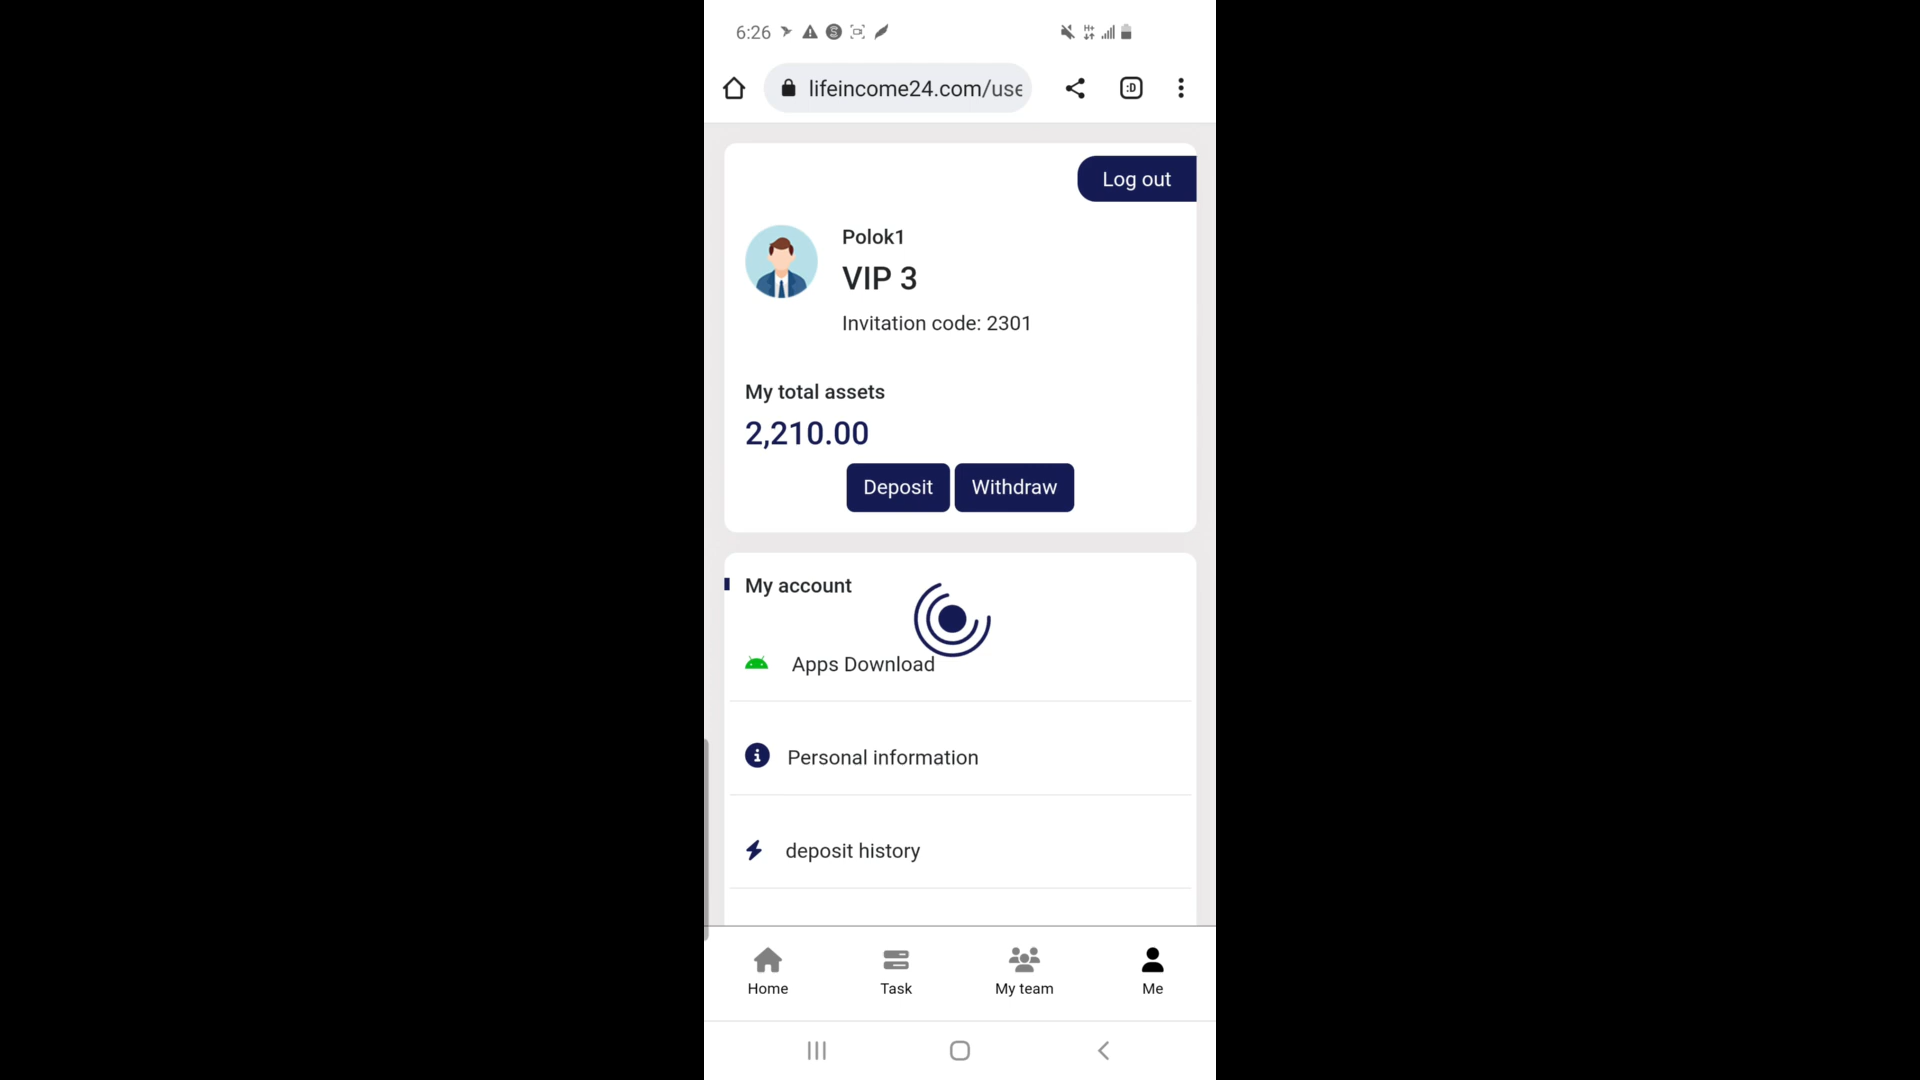 6:26
lifeincome24.com/use
:D
Log out
Polok1
VIP 3
Invitation code: 2301
My total assets
2,210.00
Deposit Withdraw
My account
Apps Download
Personal information
deposit history
Home Task My team Me